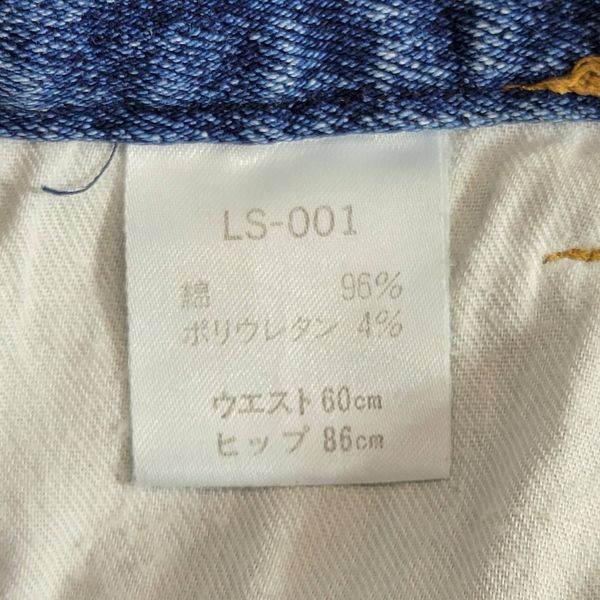 LS-001
綿 96%
ポリウレタン 4%
ウエスト 60cm
ヒップ 86cm